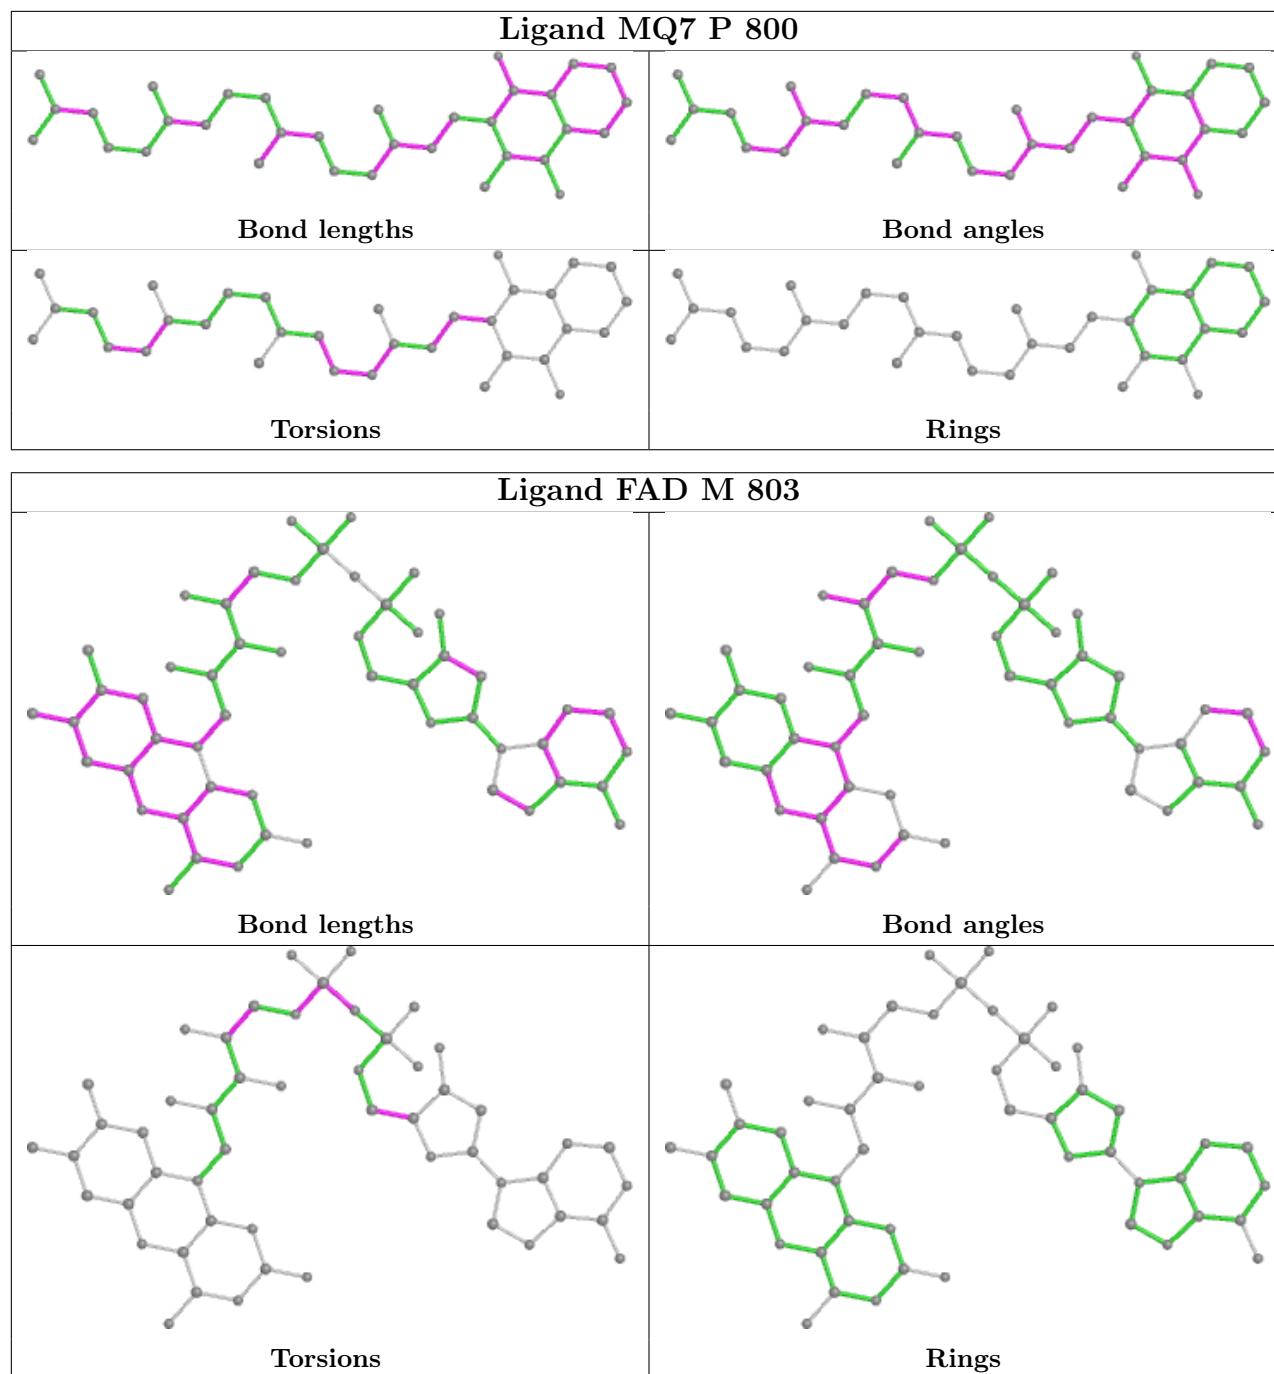 Ligand MQ7 P 800
Bond lengths
Bond angles
Torsions
Rings
Ligand FAD M 803
Bond lengths
Bond angles
Torsions
Rings